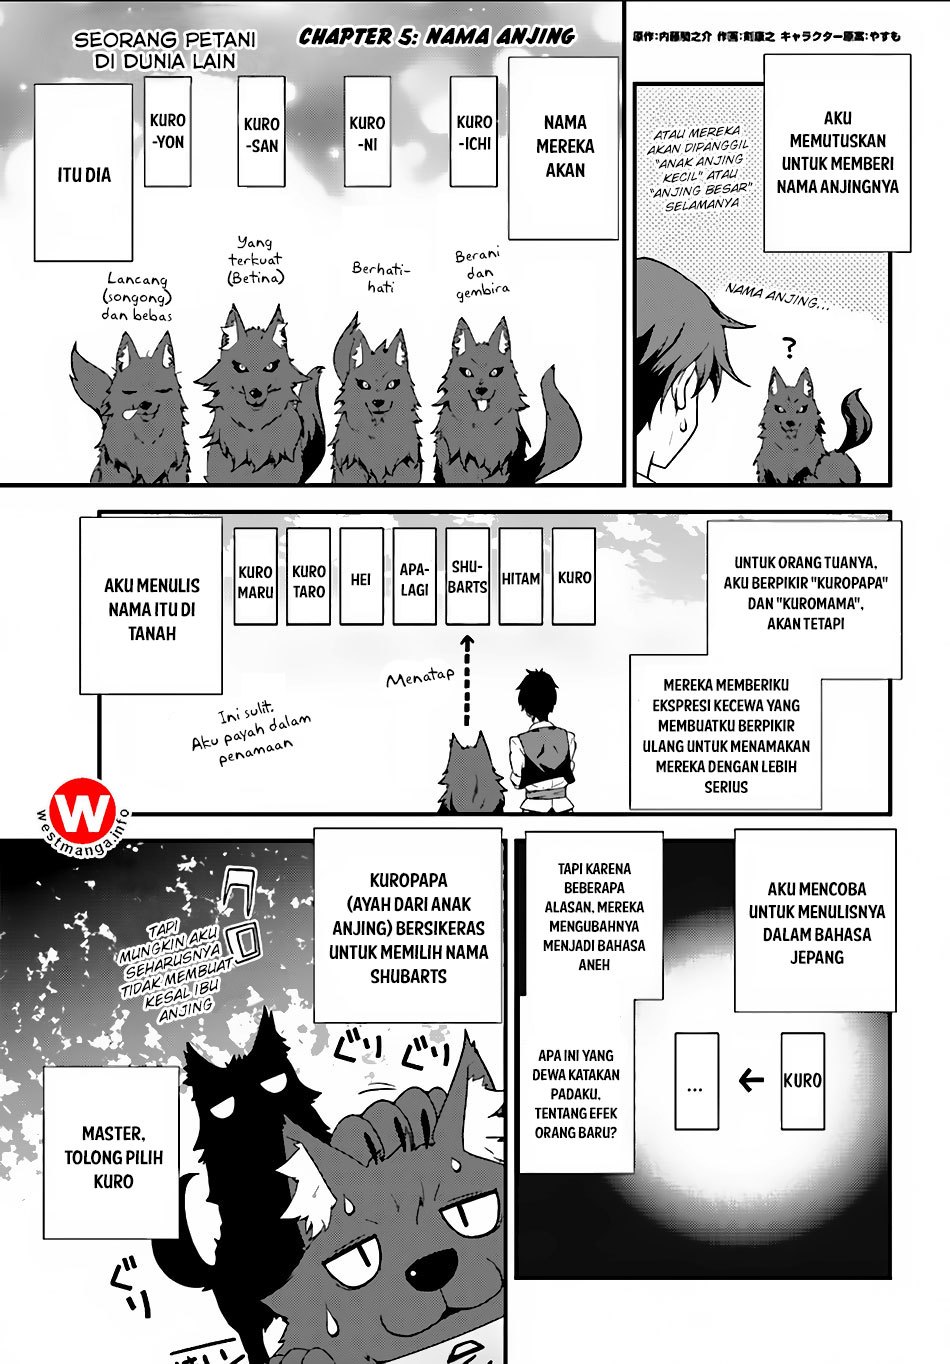 原作:内藤騎之介 作画:剣康之 キャラクター原案:やすも
CHAPTER 5: NAMA ANJING
SEORANG PETANI
DI DUNIA LAIN
AKU
MEMUTUSKAN
UNTUK MEMBERI
NAMA ANJINGNYA
ATAU MEREKA
AKAN DIPANGGIL
"ANAK ANJING
KECIL" ATAU
"ANJING BESAR"
SELAMANYA
NAMA ANJING...
?
NAMA
MEREKA
AKAN
KURO
-ICHI
KURO
-NI
KURO
-SAN
KURO
-YON
ITU DIA
Berani
dan
gembira
Berhati-
hati
Yang
terkuat
(Betina)
Lancang
(songong)
dan bebas
UNTUK ORANG TUANYA,
AKU BERPIKIR "KUROPAPA"
DAN "KUROMAMA",
AKAN TETAPI
MEREKA MEMBERIKU
EKSPRESI KECEWA YANG
MEMBUATKU BERPIKIR
ULANG UNTUK MENAMAKAN
MEREKA DENGAN LEBIH
SERIUS
KURO
HITAM
SHU-
BARTS
APA-
LAGI
HEI
KURO
TARO
KURO
MARU
AKU MENULIS
NAMA ITU DI
TANAH
Menatap
Ini sulit.
Aku payah dalam
penamaan
W
westmanga.info
AKU MENCOBA
UNTUK MENULISNYA
DALAM BAHASA
JEPANG
TAPI KARENA
BEBERAPA
ALASAN, MEREKA
MENGUBAHNYA
MENJADI BAHASA
ANEH
KURO
←
...
APA INI YANG
DEWA KATAKAN
PADAKU,
TENTANG EFEK
ORANG BARU?
KUROPAPA
(AYAH DARI ANAK
ANJING) BERSIKERAS
UNTUK MEMILIH NAMA
SHUBARTS
TAPI
MUNGKIN AKU
SEHARUSNYA
TIDAK MEMBUAT
KESAL IBU
ANJING
ぐり
ぐり
MASTER,
TOLONG PILIH
KURO
ぐり